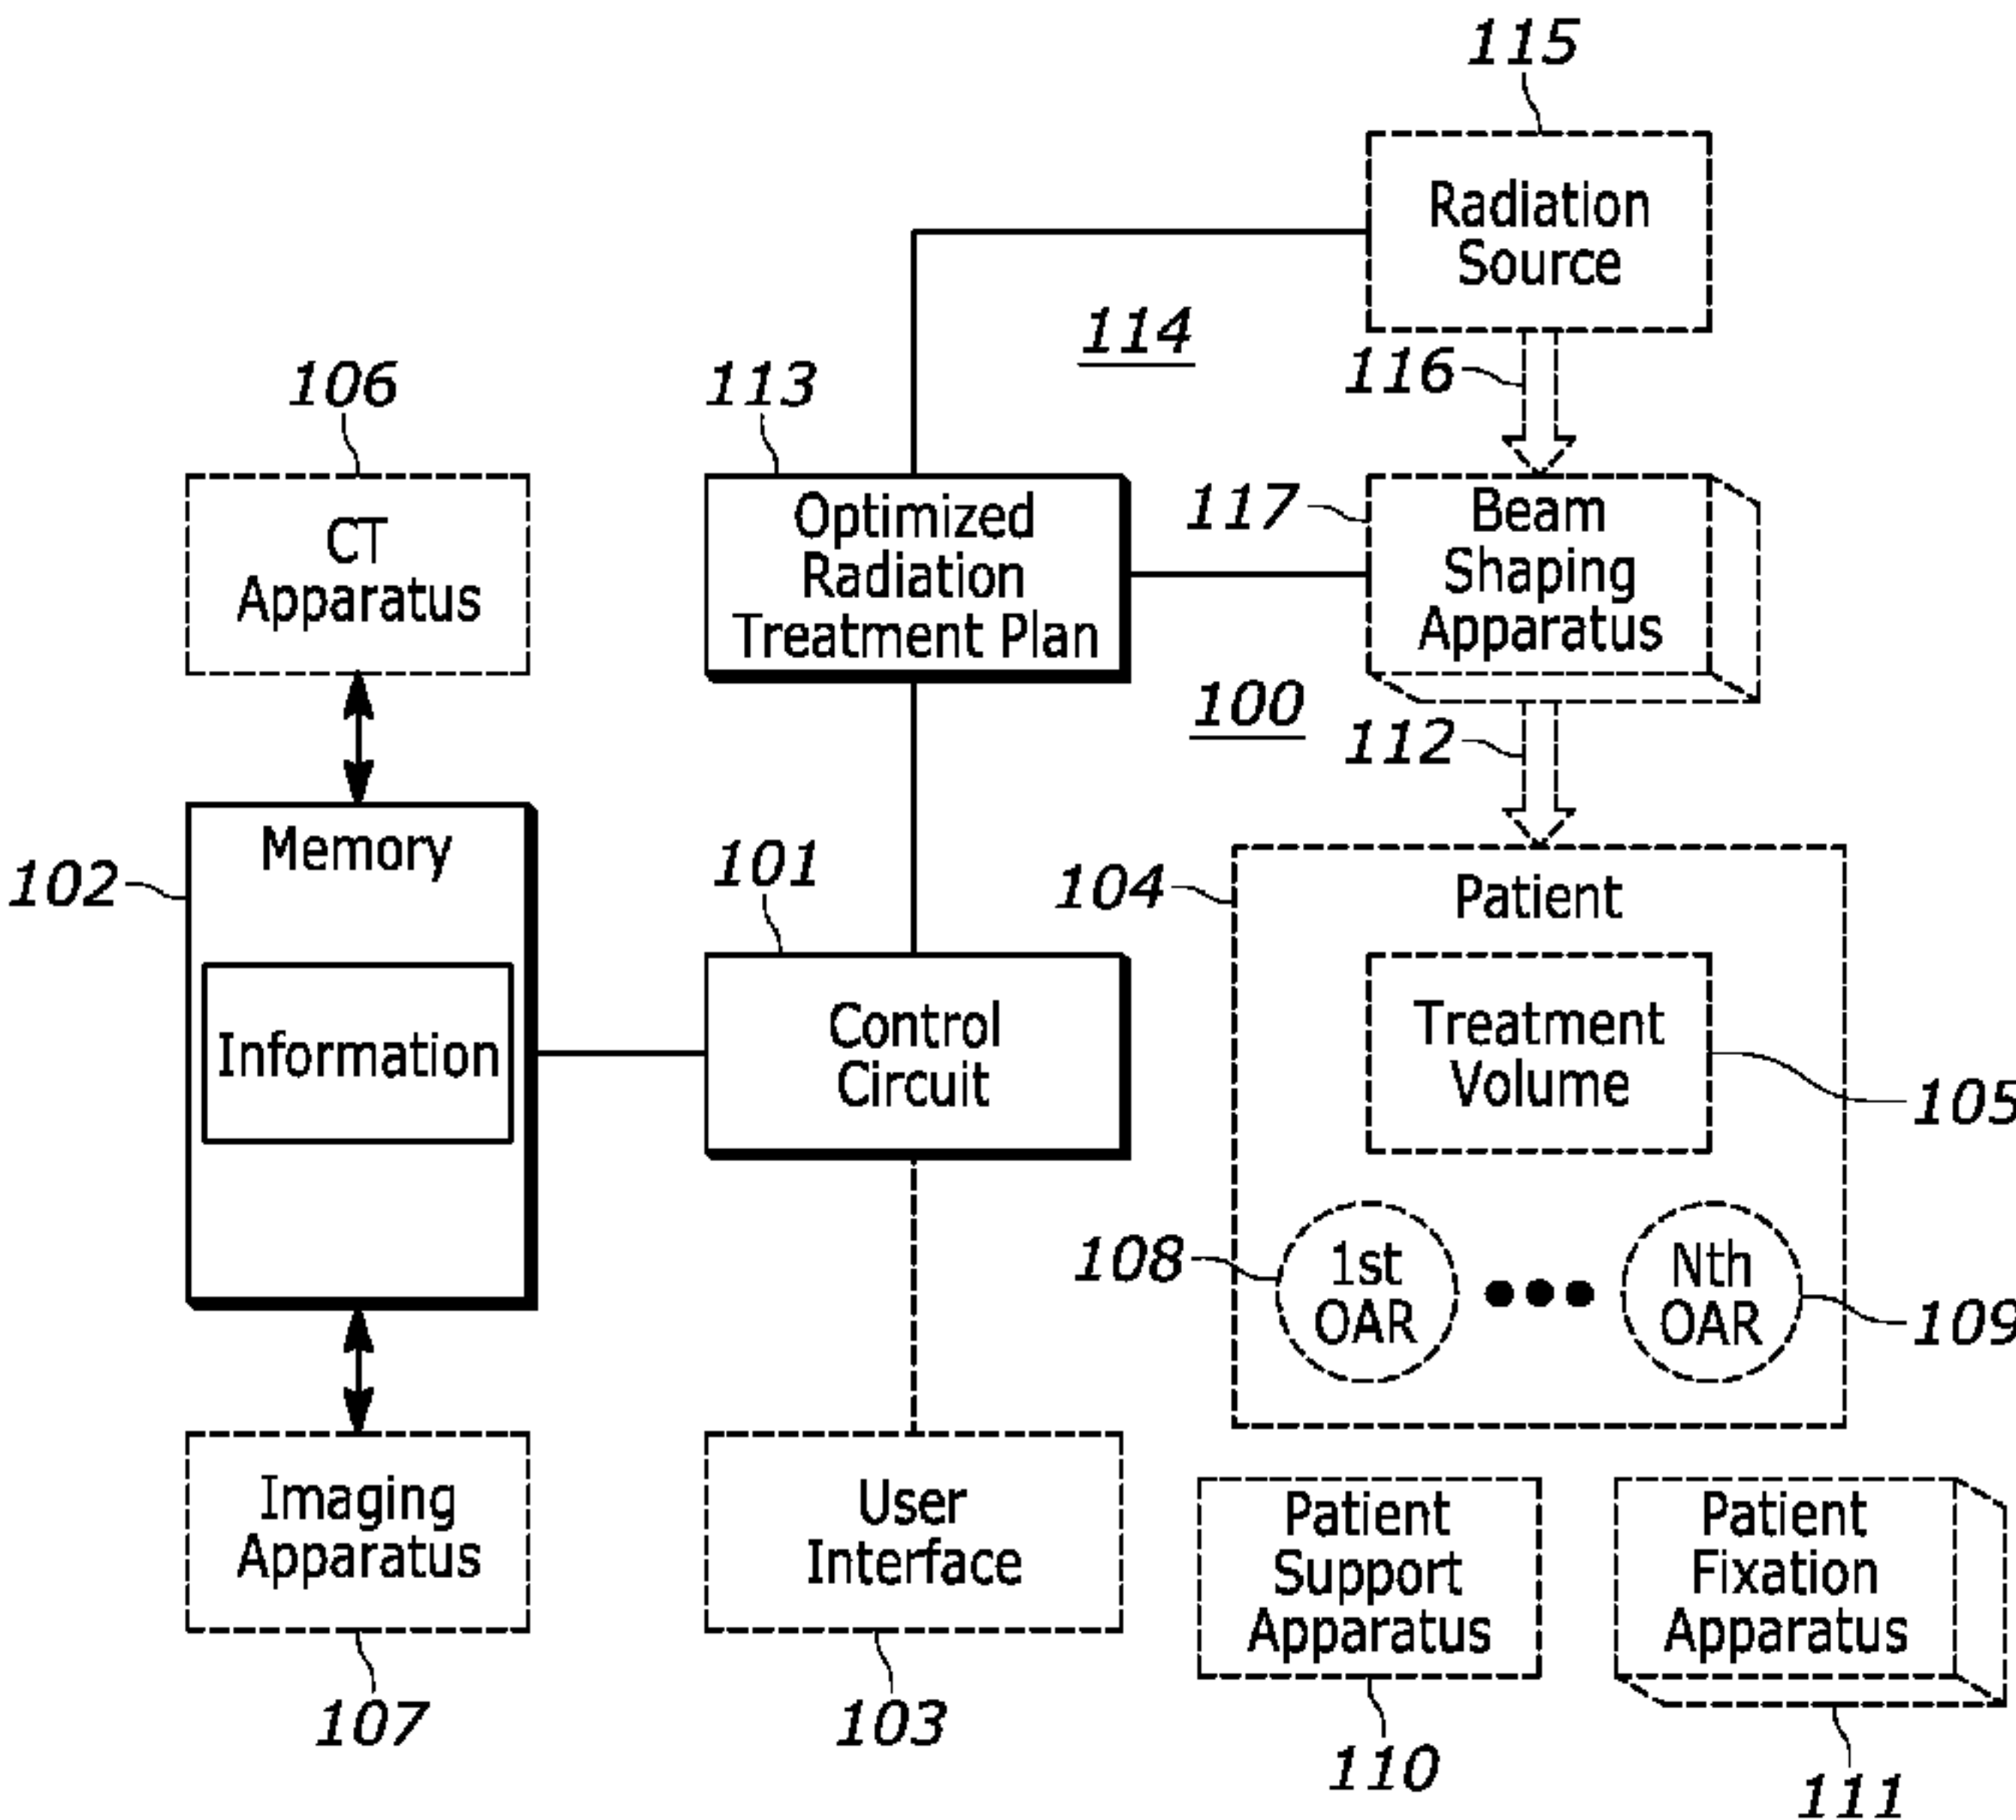 115
Radiation
Source
114
116
106
113
CT
Apparatus
Optimized
Radiation
Treatment Plan
117
Beam
Shaping
Apparatus
100
112
Memory
102
Information
101
Control
Circuit
104
Patient
Treatment
Volume
105
108
1st
OAR
Nth
OAR
109
Imaging
Apparatus
107
User
Interface
103
Patient
Support
Apparatus
110
Patient
Fixation
Apparatus
111